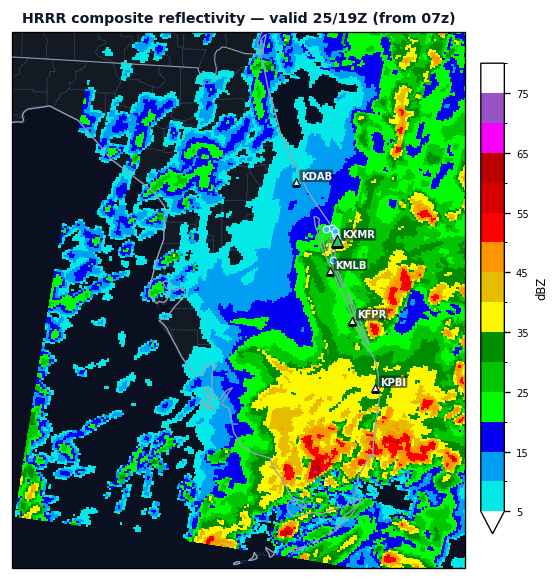 HRRR composite reflectivity — valid 25/19Z (from 07z)
KDAB
KXMR
KMLB
KFPR
KPBI
75
65
55
45
35
25
15
5
dBZ